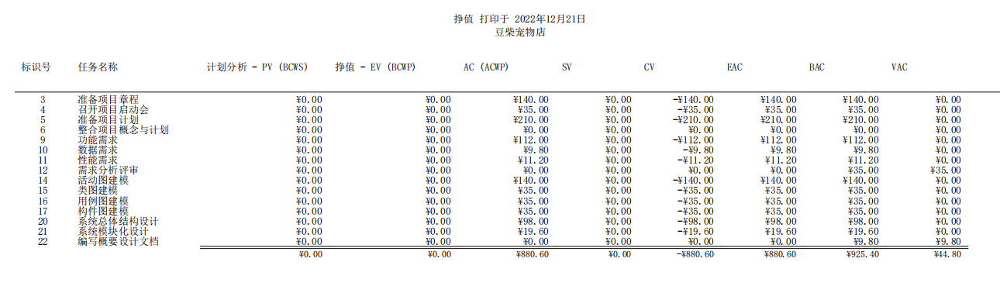 挣值 打印于 2022年12月21日
豆柴宠物店
标识号 任务名称 计划分析 - PV (BCWS) 挣值 - EV (BCWP) AC (ACWP) SV CV EAC BAC VAC
3 准备项目章程 ¥0.00 ¥0.00 ¥140.00 ¥0.00 -¥140.00 ¥140.00 ¥140.00 ¥0.00
4 召开项目启动会 ¥0.00 ¥0.00 ¥35.00 ¥0.00 -¥35.00 ¥35.00 ¥35.00 ¥0.00
5 准备项目计划 ¥0.00 ¥0.00 ¥210.00 ¥0.00 -¥210.00 ¥210.00 ¥210.00 ¥0.00
6 整合项目概念与计划 ¥0.00 ¥0.00 ¥0.00 ¥0.00 ¥0.00 ¥0.00 ¥0.00 ¥0.00
9 功能需求 ¥0.00 ¥0.00 ¥112.00 ¥0.00 -¥112.00 ¥112.00 ¥112.00 ¥0.00
10 数据需求 ¥0.00 ¥0.00 ¥9.80 ¥0.00 -¥9.80 ¥9.80 ¥9.80 ¥0.00
11 性能需求 ¥0.00 ¥0.00 ¥11.20 ¥0.00 -¥11.20 ¥11.20 ¥11.20 ¥0.00
12 需求分析评审 ¥0.00 ¥0.00 ¥0.00 ¥0.00 ¥0.00 ¥0.00 ¥35.00 ¥35.00
14 活动图建模 ¥0.00 ¥0.00 ¥140.00 ¥0.00 -¥140.00 ¥140.00 ¥140.00 ¥0.00
15 类图建模 ¥0.00 ¥0.00 ¥35.00 ¥0.00 -¥35.00 ¥35.00 ¥35.00 ¥0.00
16 用例图建模 ¥0.00 ¥0.00 ¥35.00 ¥0.00 -¥35.00 ¥35.00 ¥35.00 ¥0.00
17 构件图建模 ¥0.00 ¥0.00 ¥35.00 ¥0.00 -¥35.00 ¥35.00 ¥35.00 ¥0.00
20 系统总体结构设计 ¥0.00 ¥0.00 ¥98.00 ¥0.00 -¥98.00 ¥98.00 ¥98.00 ¥0.00
21 系统模块化设计 ¥0.00 ¥0.00 ¥19.60 ¥0.00 -¥19.60 ¥19.60 ¥19.60 ¥0.00
22 编写概要设计文档 ¥0.00 ¥0.00 ¥0.00 ¥0.00 ¥0.00 ¥0.00 ¥9.80 ¥9.80
¥0.00 ¥0.00 ¥880.60 ¥0.00 -¥880.60 ¥880.60 ¥925.40 ¥44.80